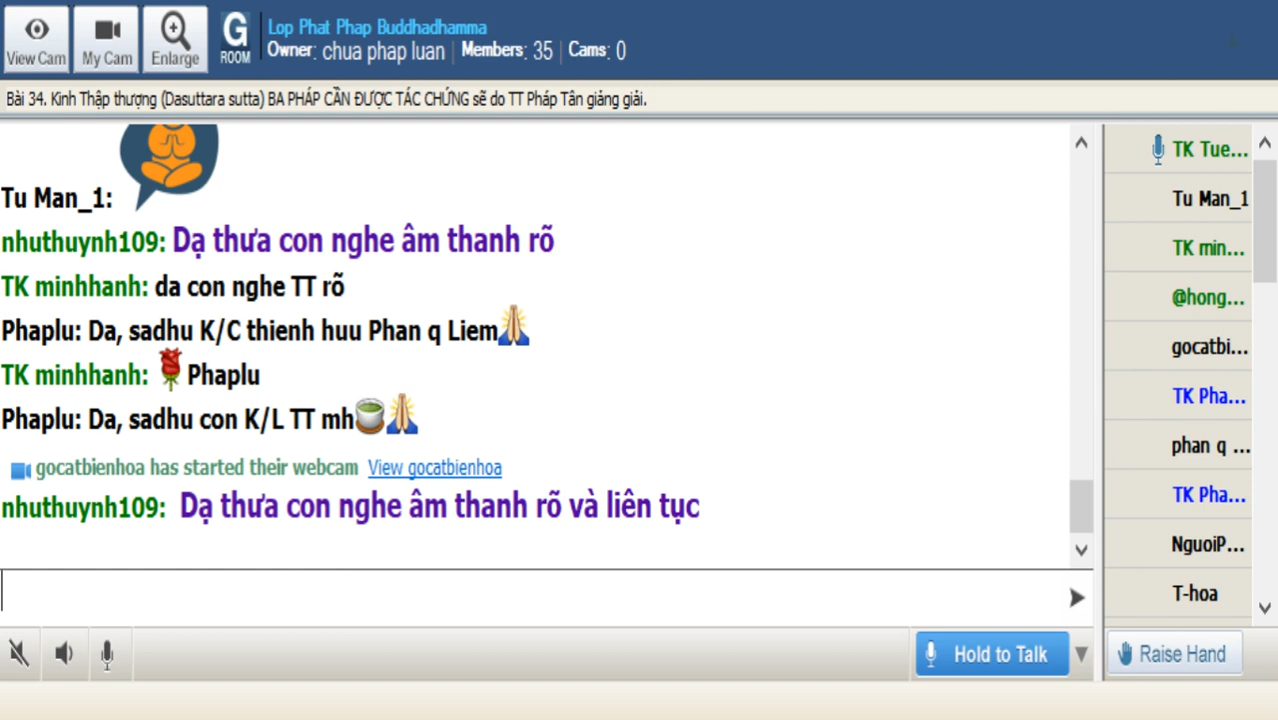 View Cam
My Cam
Enlarge
G
ROOM
Lop Phat Phap Buddhadhamma
Owner: chua phap luan | Members: 35 | Cams: 0
Bài 34. Kinh Thập thượng (Dasuttara sutta) BA PHÁP CẦN ĐƯỢC TÁC CHỨNG sẽ do TT Pháp Tân giảng giải.
Tu Man_1:
nhuthuynh109: Dạ thưa con nghe âm thanh rõ
TK minhhanh: da con nghe TT rõ
Phaplu: Da, sadhu K/C thienh huu Phan q Liem
TK minhhanh: Phaplu
Phaplu: Da, sadhu con K/L TT mh
gocatbienhoa has started their webcam View gocatbienhoa
nhuthuynh109: Dạ thưa con nghe âm thanh rõ và liên tục
TK Tue...
Tu Man_1
TK min...
@hong...
gocatbi...
TK Pha...
phan q ...
TK Pha...
NguoiP...
T-hoa
Hold to Talk
Raise Hand